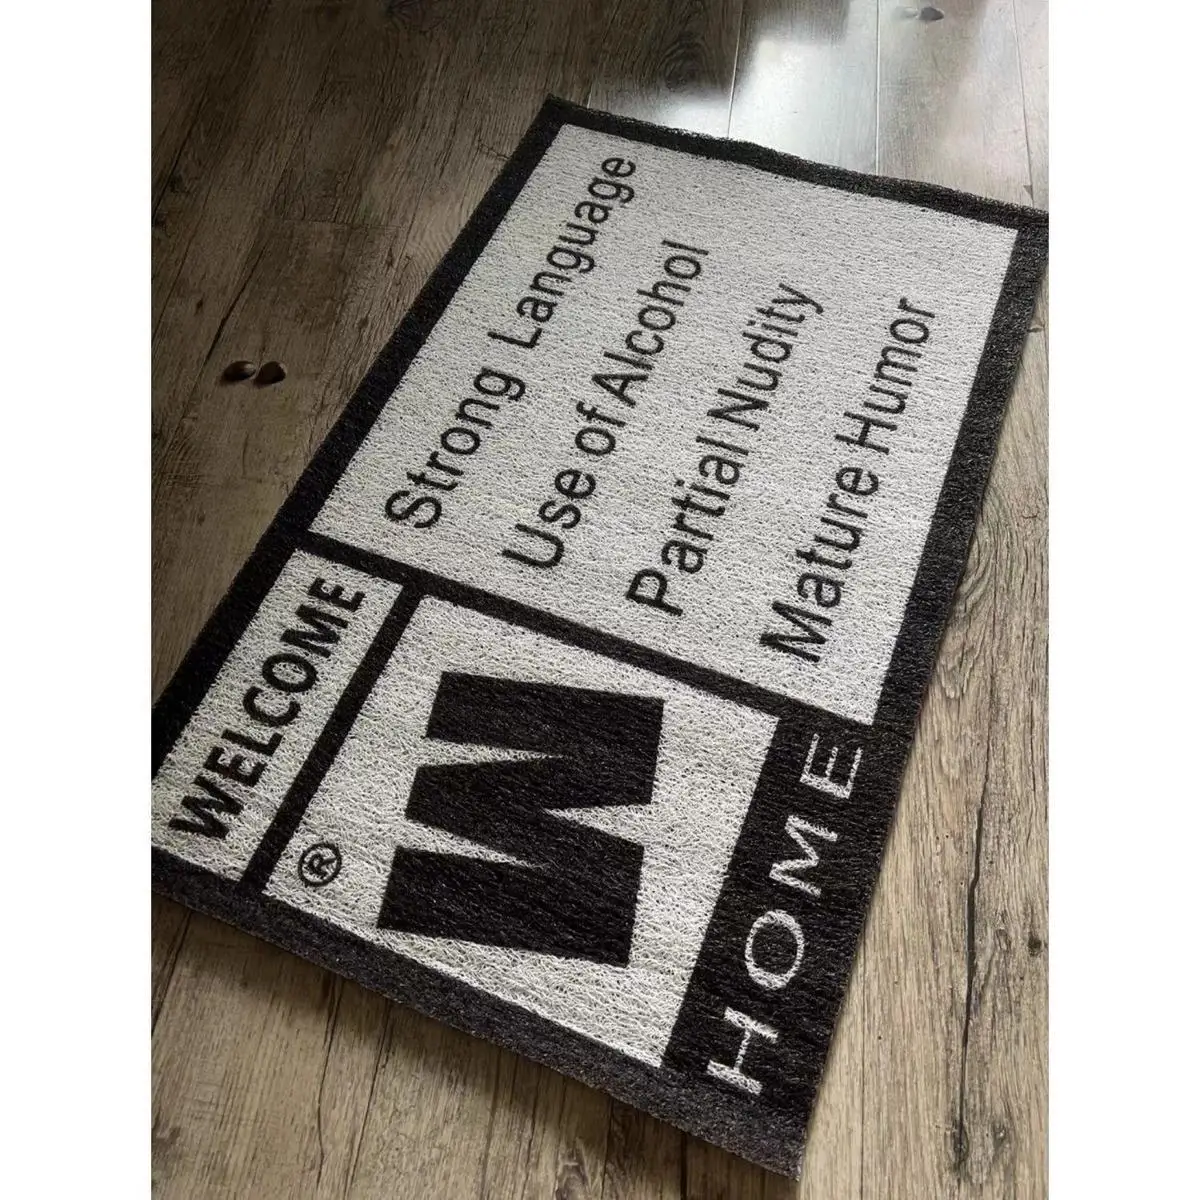 WELCOME
M
®
HOME
Strong Language
Use of Alcohol
Partial Nudity
Mature Humor